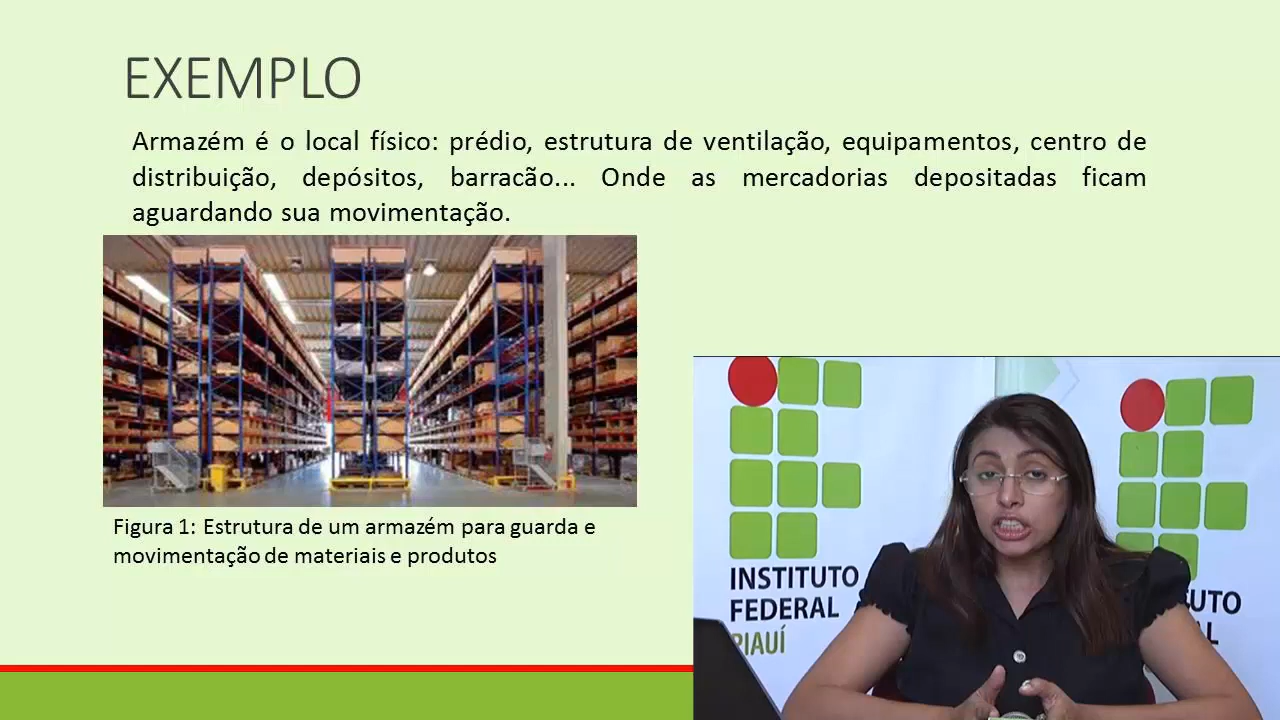 EXEMPLO
Armazém é o local físico: prédio, estrutura de ventilação, equipamentos, centro de
distribuição, depósitos, barracão... Onde as mercadorias depositadas ficam
aguardando sua movimentação.
Figura 1: Estrutura de um armazém para guarda e
movimentação de materiais e produtos
INSTITUTO
FEDERAL
PIAUÍ
UTO
L